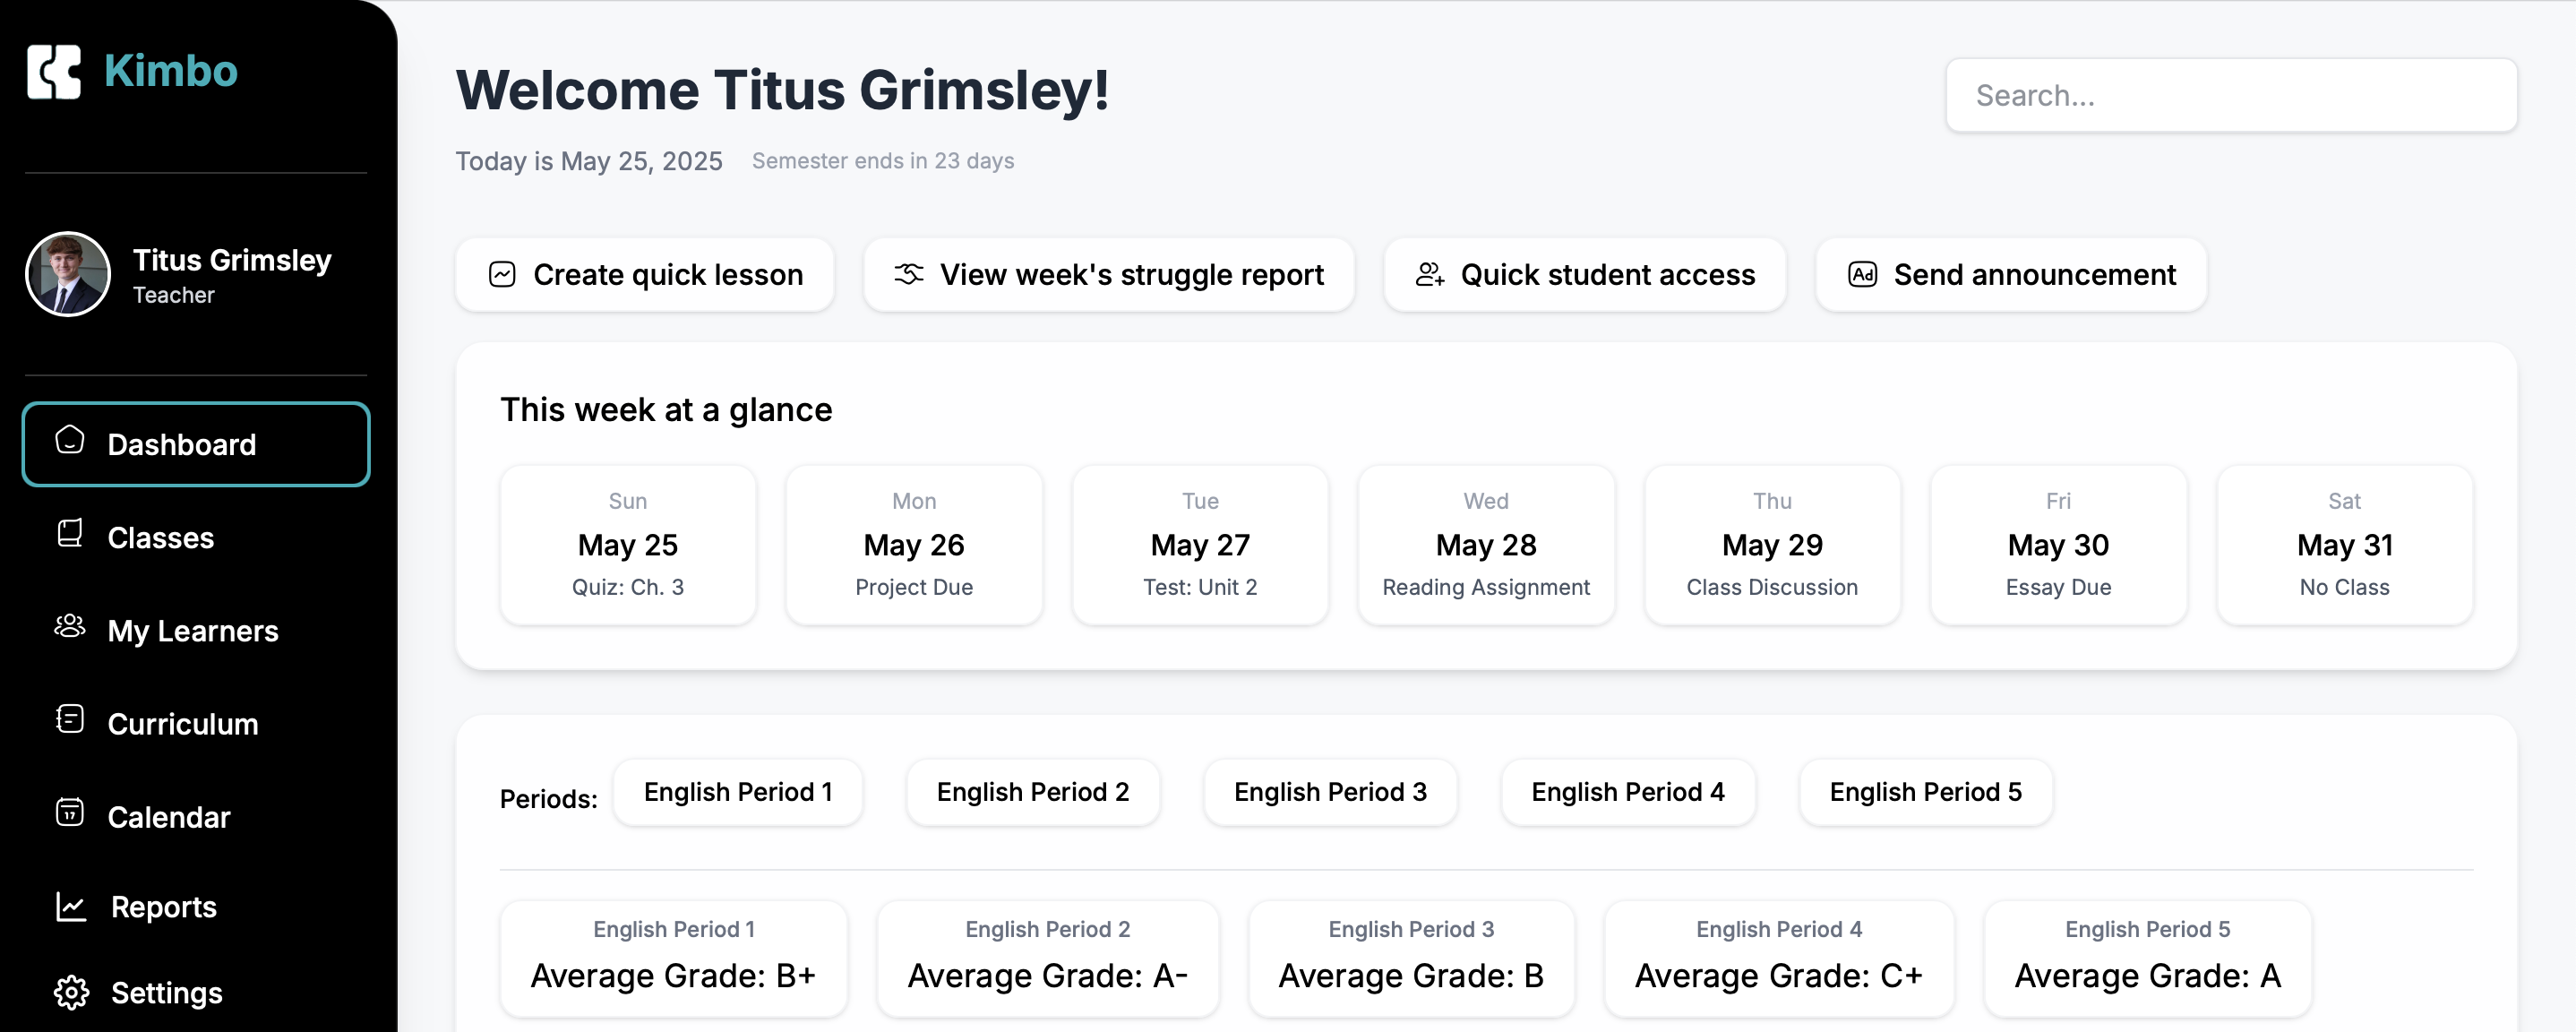 Kimbo
Titus Grimsley
Teacher
Dashboard
Classes
My Learners
Curriculum
Calendar
Reports
Settings
Welcome Titus Grimsley!
Search...
Today is May 25, 2025 Semester ends in 23 days
Create quick lesson
View week's struggle report
Quick student access
Ad
Send announcement
This week at a glance
Sun
May 25
Quiz: Ch. 3
Mon
May 26
Project Due
Tue
May 27
Test: Unit 2
Wed
May 28
Reading Assignment
Thu
May 29
Class Discussion
Fri
May 30
Essay Due
Sat
May 31
No Class
Periods:
English Period 1
English Period 2
English Period 3
English Period 4
English Period 5
English Period 1
Average Grade: B+
English Period 2
Average Grade: A-
English Period 3
Average Grade: B
English Period 4
Average Grade: C+
English Period 5
Average Grade: A